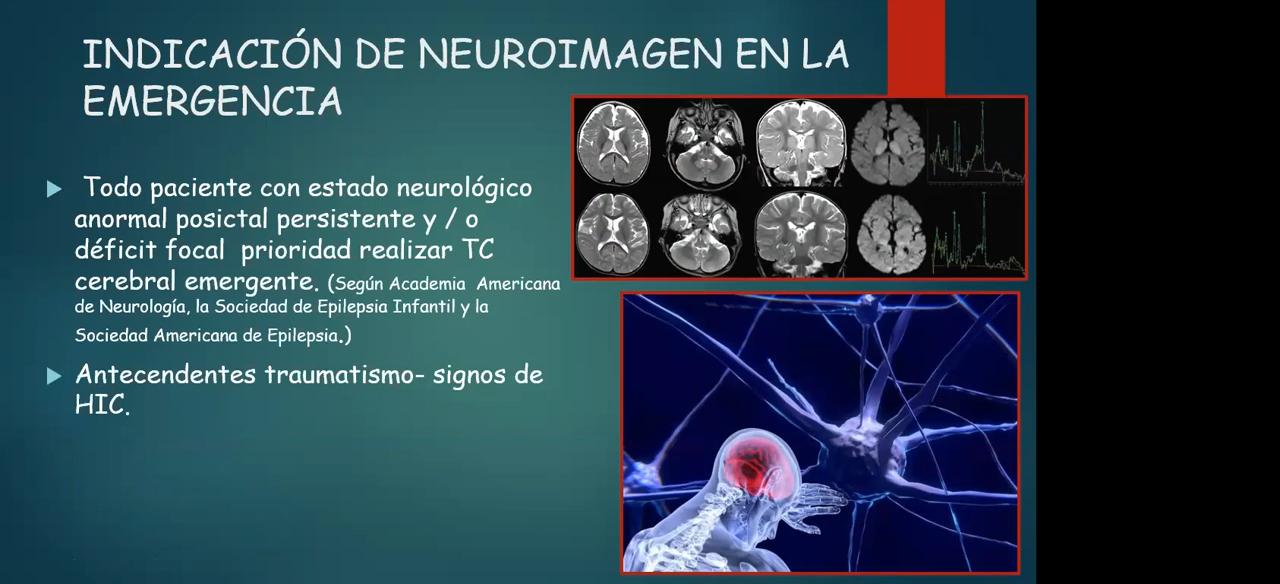 INDICACIÓN DE NEUROIMAGEN EN LA
EMERGENCIA
Todo paciente con estado neurológico
anormal posictal persistente y / o
déficit focal prioridad realizar TC
cerebral emergente. (Según Academia Americana
de Neurología, la Sociedad de Epilepsia Infantil y la
Sociedad Americana de Epilepsia.)
Antecendentes traumatismo- signos de
HIC.